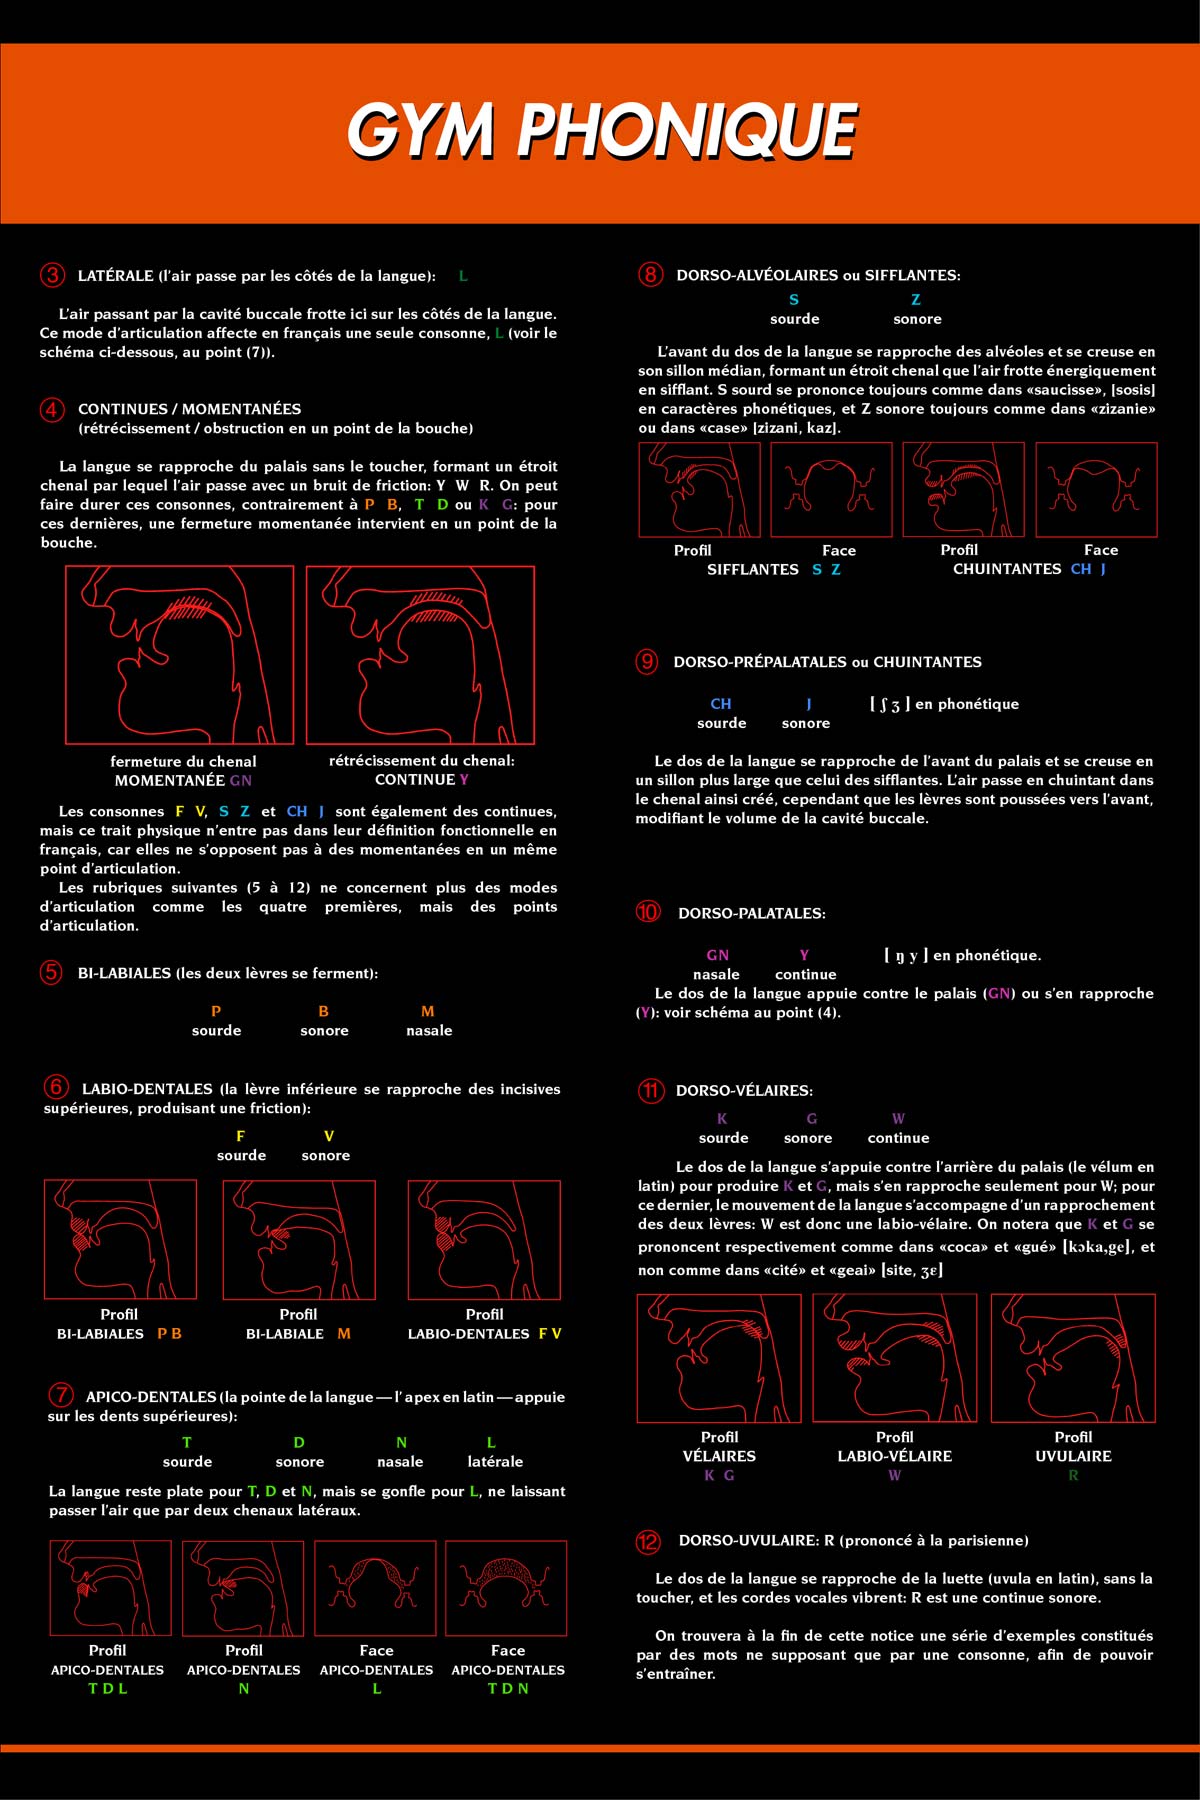 GYM PHONIQUE
③ LATÉRALE (l'air passe par les côtés de la langue): L
L'air passant par la cavité buccale frotte ici sur les côtés de la langue.
Ce mode d'articulation affecte en français une seule consonne, L (voir le
schéma ci-dessous, au point (7)).
④ CONTINUES / MOMENTANÉES
(rétrécissement / obstruction en un point de la bouche)
La langue se rapproche du palais sans le toucher, formant un étroit
chenal par lequel l'air passe avec un bruit de friction: Y W R. On peut
faire durer ces consonnes, contrairement à P B, T D ou K G: pour
ces dernières, une fermeture momentanée intervient en un point de la
bouche.
fermeture du chenal
MOMENTANÉE GN
rétrécissement du chenal:
CONTINUE Y
Les consonnes F V, S Z et CH J sont également des continues,
mais ce trait physique n'entre pas dans leur définition fonctionnelle en
français, car elles ne s'opposent pas à des momentanées en un même
point d'articulation.
Les rubriques suivantes (5 à 12) ne concernent plus des modes
d'articulation comme les quatre premières, mais des points
d'articulation.
⑤ BI-LABIALES (les deux lèvres se ferment):
P B M
sourde sonore nasale
⑥ LABIO-DENTALES (la lèvre inférieure se rapproche des incisives
supérieures, produisant une friction):
F V
sourde sonore
Profil Profil Profil
BI-LABIALES P B BI-LABIALE M LABIO-DENTALES F V
⑦ APICO-DENTALES (la pointe de la langue — l'apex en latin — appuie
sur les dents supérieures):
T D N L
sourde sonore nasale latérale
La langue reste plate pour T, D et N, mais se gonfle pour L, ne laissant
passer l'air que par deux chenaux latéraux.
Profil Profil Face Face
APICO-DENTALES APICO-DENTALES APICO-DENTALES APICO-DENTALES
T D L N L T D N
⑧ DORSO-ALVÉOLAIRES ou SIFFLANTES:
S Z
sourde sonore
L'avant du dos de la langue se rapproche des alvéoles et se creuse en
son sillon médian, formant un étroit chenal que l'air frotte énergiquement
en sifflant. S sourd se prononce toujours comme dans «saucisse», [sosis]
en caractères phonétiques, et Z sonore toujours comme dans «zizanie»
ou dans «case» [zizani, kaz].
Profil Face Profil Face
SIFFLANTES S Z CHUINTANTES CH J
⑨ DORSO-PRÉPALATALES ou CHUINTANTES
CH J [ ʃ ʒ ] en phonétique
sourde sonore
Le dos de la langue se rapproche de l'avant du palais et se creuse en
un sillon plus large que celui des sifflantes. L'air passe en chuintant dans
le chenal ainsi créé, cependant que les lèvres sont poussées vers l'avant,
modifiant le volume de la cavité buccale.
⑩ DORSO-PALATALES:
GN Y [ ŋ y ] en phonétique.
nasale continue
Le dos de la langue appuie contre le palais (GN) ou s'en rapproche
(Y): voir schéma au point (4).
⑪ DORSO-VÉLAIRES:
K G W
sourde sonore continue
Le dos de la langue s'appuie contre l'arrière du palais (le vélum en
latin) pour produire K et G, mais s'en rapproche seulement pour W; pour
ce dernier, le mouvement de la langue s'accompagne d'un rapprochement
des deux lèvres: W est donc une labio-vélaire. On notera que K et G se
prononcent respectivement comme dans «coca» et «gué» [kɔka,ge], et
non comme dans «cité» et «geai» [site, ʒɛ]
Profil Profil Profil
VÉLAIRES LABIO-VÉLAIRE UVULAIRE
K G W R
⑫ DORSO-UVULAIRE: R (prononcé à la parisienne)
Le dos de la langue se rapproche de la luette (uvula en latin), sans la
toucher, et les cordes vocales vibrent: R est une continue sonore.
On trouvera à la fin de cette notice une série d'exemples constitués
par des mots ne supposant que par une consonne, afin de pouvoir
s'entraîner.